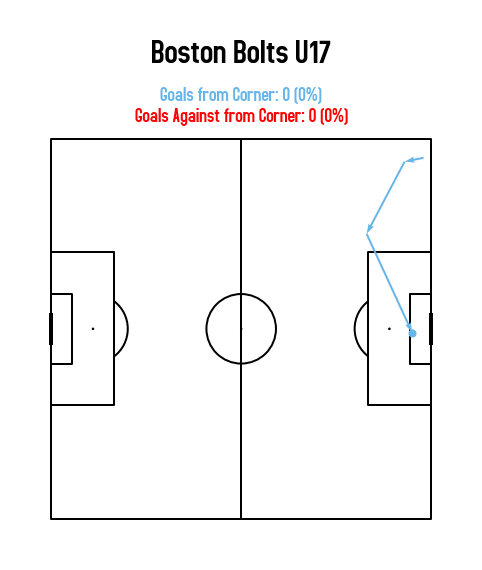 Boston Bolts U17
Goals from Corner: 0 (0%)
Goals Against from Corner: 0 (0%)